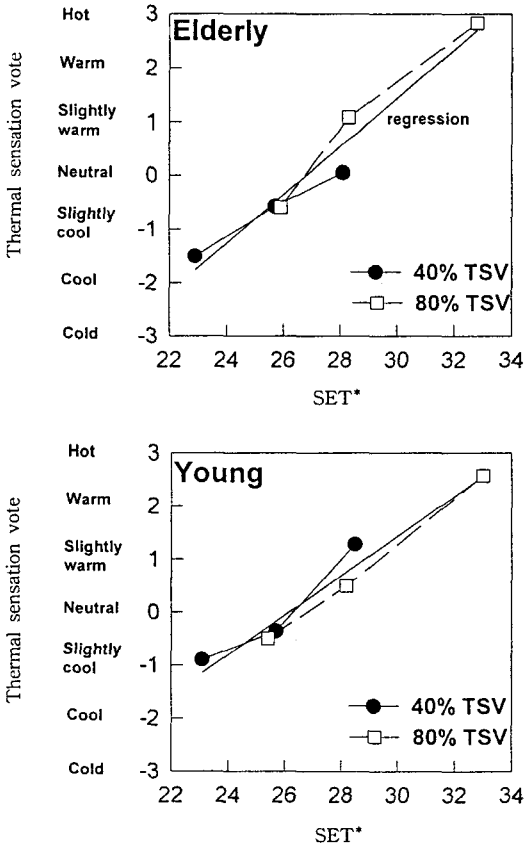 Elderly
Thermal sensation vote
Hot
Warm
Slightly
warm
Neutral
Slightly
cool
Cool
Cold
3
2
1
0
-1
-2
-3
regression
40% TSV
80% TSV
22 24 26 28 30 32 34
SET*
Young
Thermal sensation vote
Hot
Warm
Slightly
warm
Neutral
Slightly
cool
Cool
Cold
3
2
1
0
-1
-2
-3
40% TSV
80% TSV
22 24 26 28 30 32 34
SET*